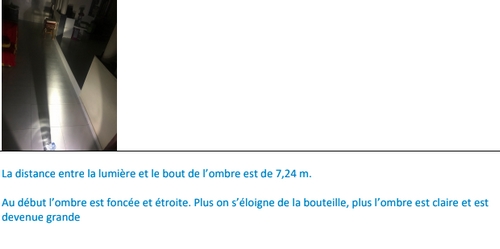 La distance entre la lumière et le bout de l'ombre est de 7,24 m.
Au début l'ombre est foncée et étroite. Plus on s'éloigne de la bouteille, plus l'ombre est claire et est
devenue grande